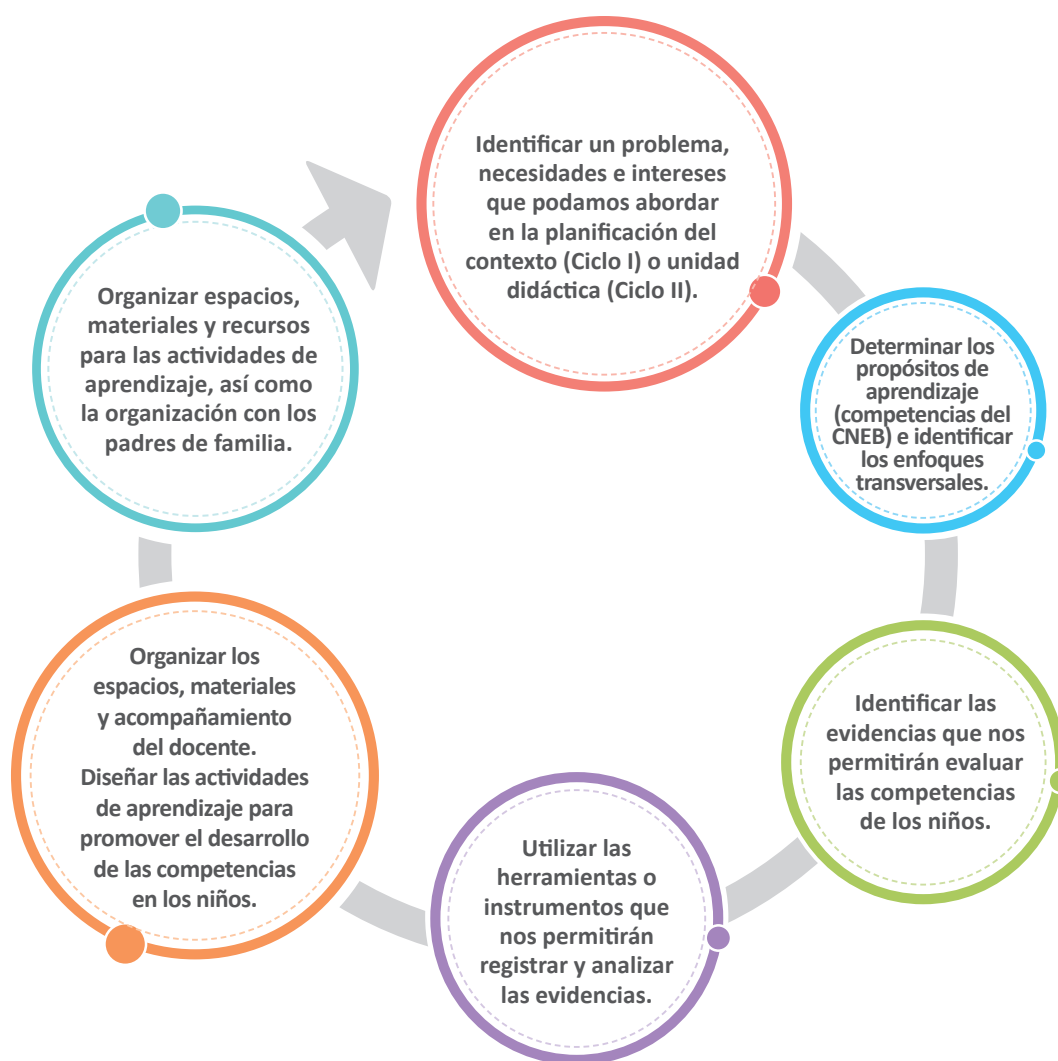 Identificar un problema,
necesidades e intereses
que podamos abordar
en la planificación del
contexto (Ciclo I) o unidad
didáctica (Ciclo II).
Determinar los
propósitos de
aprendizaje
(competencias del
CNEB) e identificar
los enfoques
transversales.
Identificar las
evidencias que nos
permitirán evaluar
las competencias
de los niños.
Utilizar las
herramientas o
instrumentos que
nos permitirán
registrar y analizar
las evidencias.
Organizar los
espacios, materiales
y acompañamiento
del docente.
Diseñar las actividades
de aprendizaje para
promover el desarrollo
de las competencias
en los niños.
Organizar espacios,
materiales y recursos
para las actividades de
aprendizaje, así como
la organización con los
padres de familia.